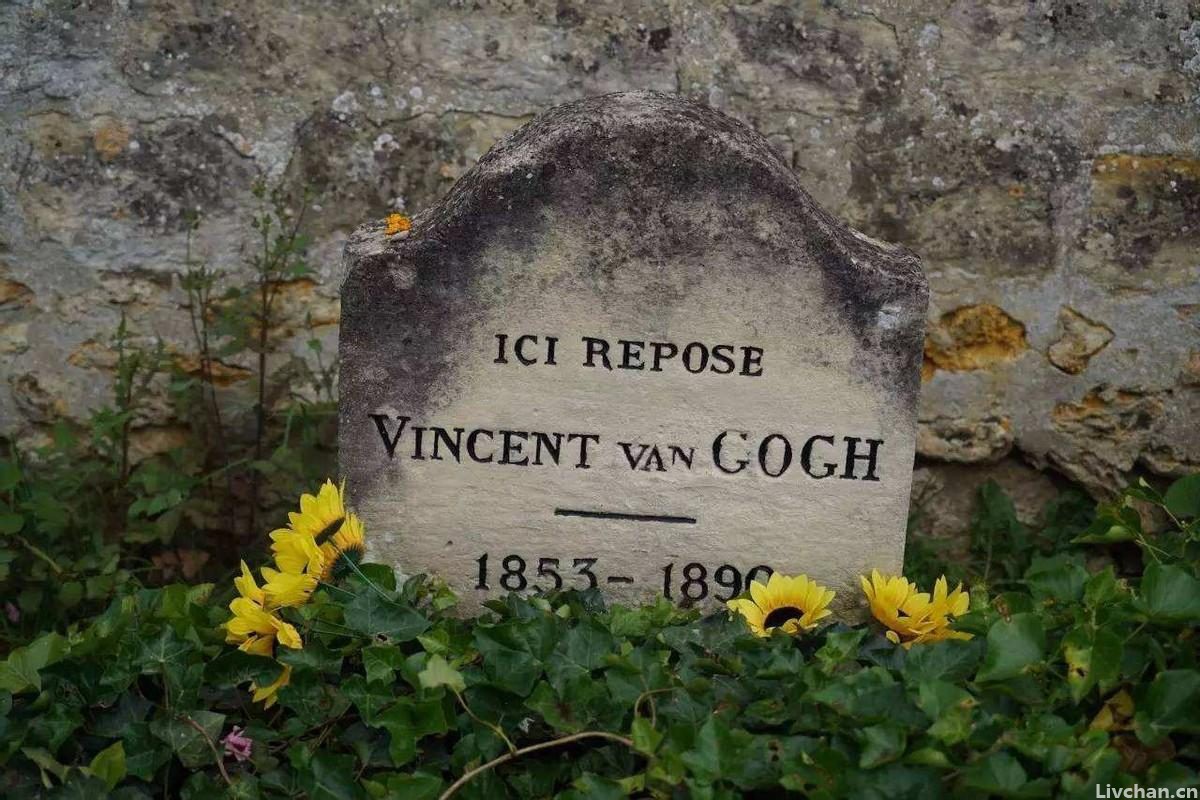 ICI REPOSE
VINCENT VAN GOGH
1853– 1890
Livchan.cn